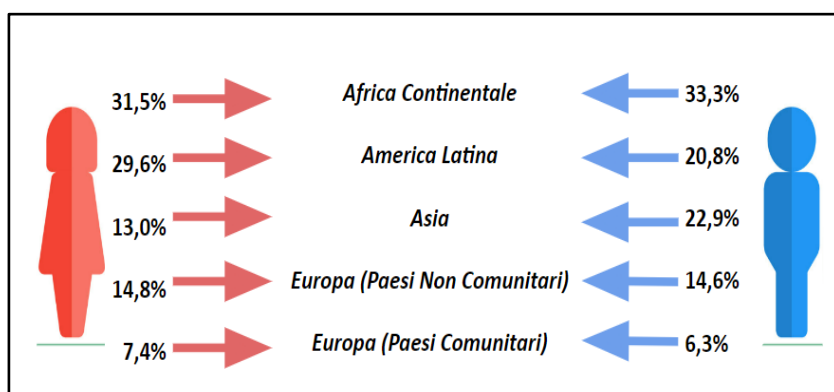 31,5% Africa Continentale 33,3%
29,6% America Latina 20,8%
13,0% Asia 22,9%
14,8% Europa (Paesi Non Comunitari) 14,6%
7,4% Europa (Paesi Comunitari) 6,3%